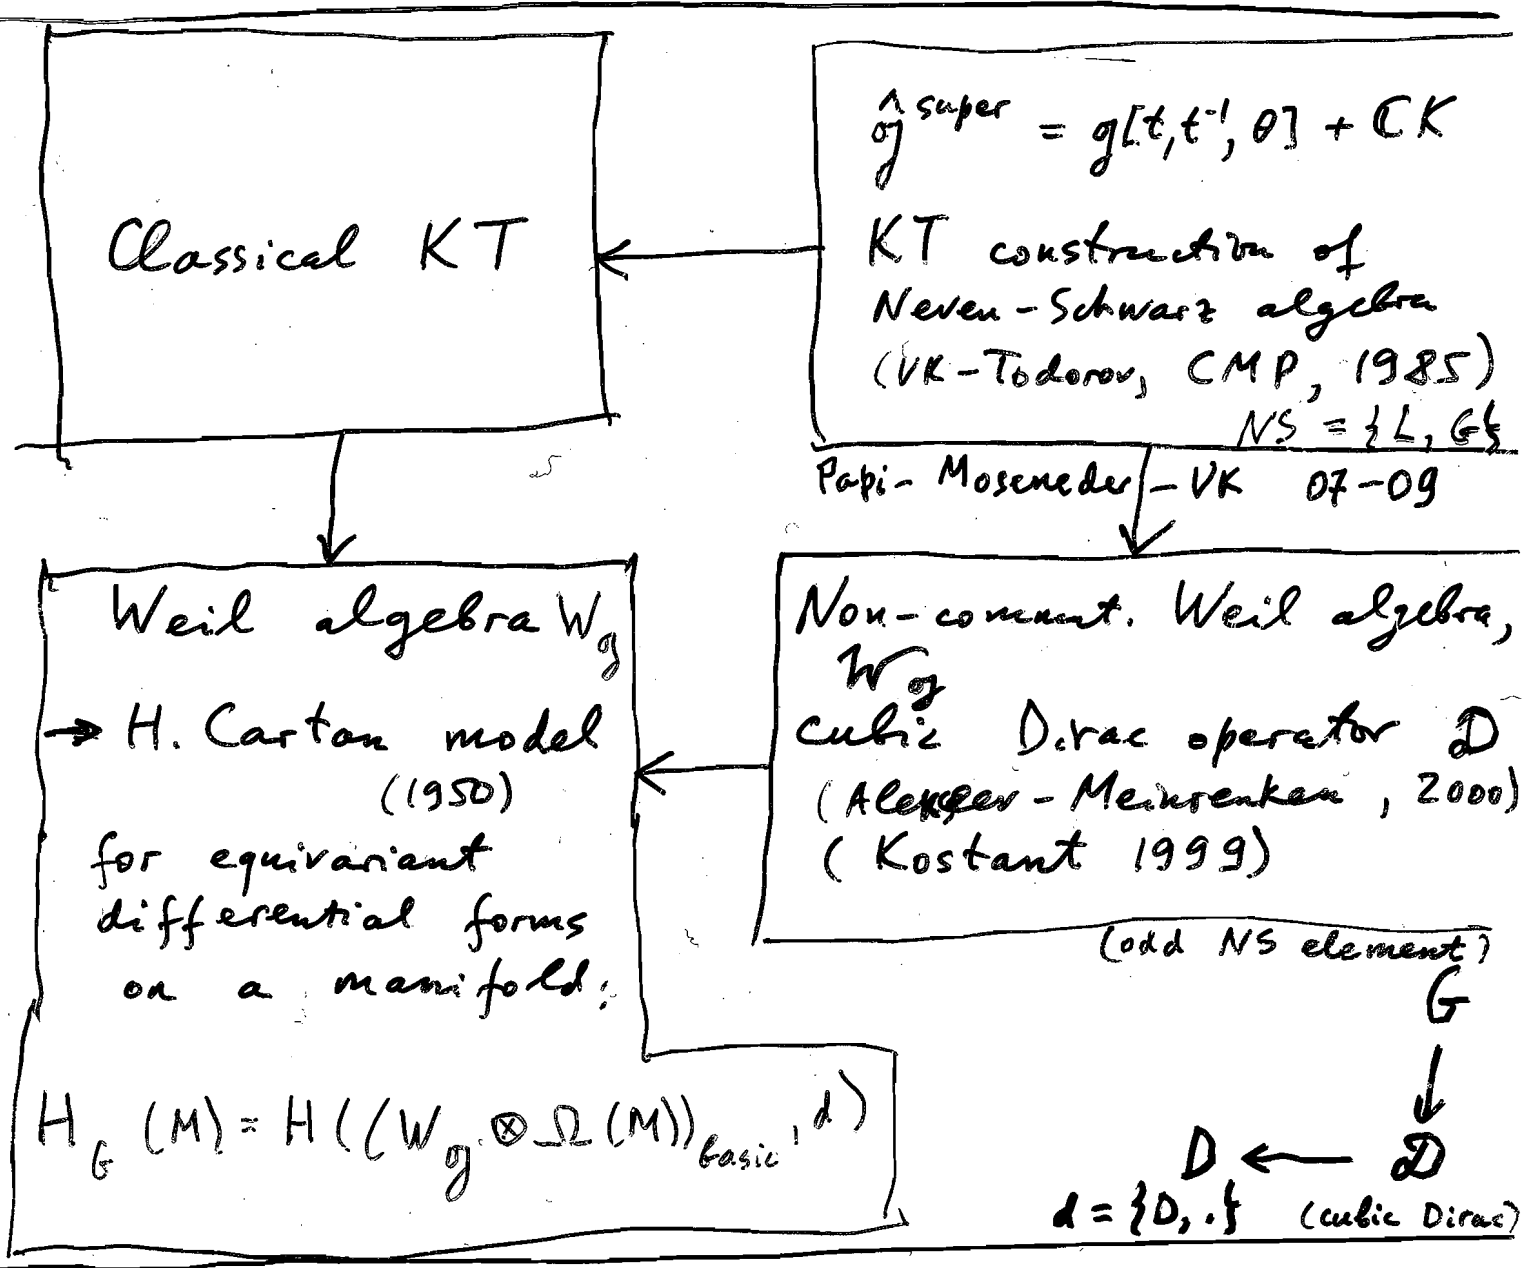 Classical KT
ĝ^super = g[t, t^-1, θ] + ℂK
KT construction of
Neveu - Schwarz algebra
(VK - Todorov, CMP, 1985)
NS = {L, G}
Papi - Moseneder - VK 07-09
Weil algebra W_g
→ H. Cartan model
(1950)
for equivariant
differential forms
on a manifold:
H_G (M) = H((W_g ⊗ Ω(M))_basic, d)
Non-commut. Weil algebra,
𝒲_g
cubic Dirac operator 𝒟
(Alekseev - Meinrenken, 2000)
(Kostant 1999)
(odd NS element)
G
↓
D ← 𝒟
d = {D, .} (cubic Dirac)